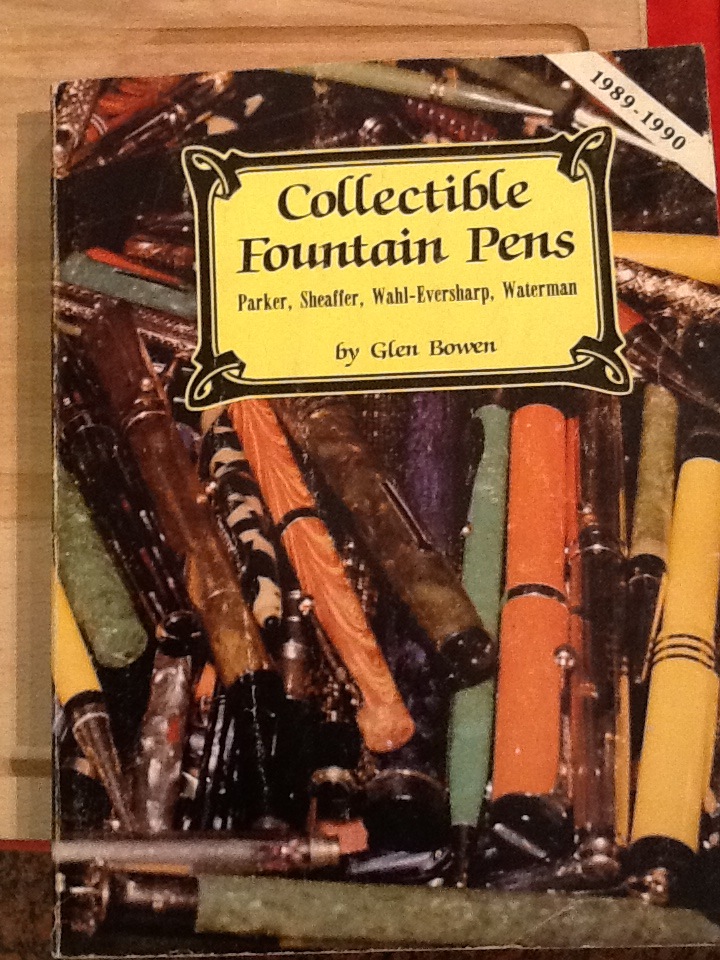 1989-1990
Collectible
Fountain Pens
Parker, Sheaffer, Wahl-Eversharp, Waterman
by Glen Bowen